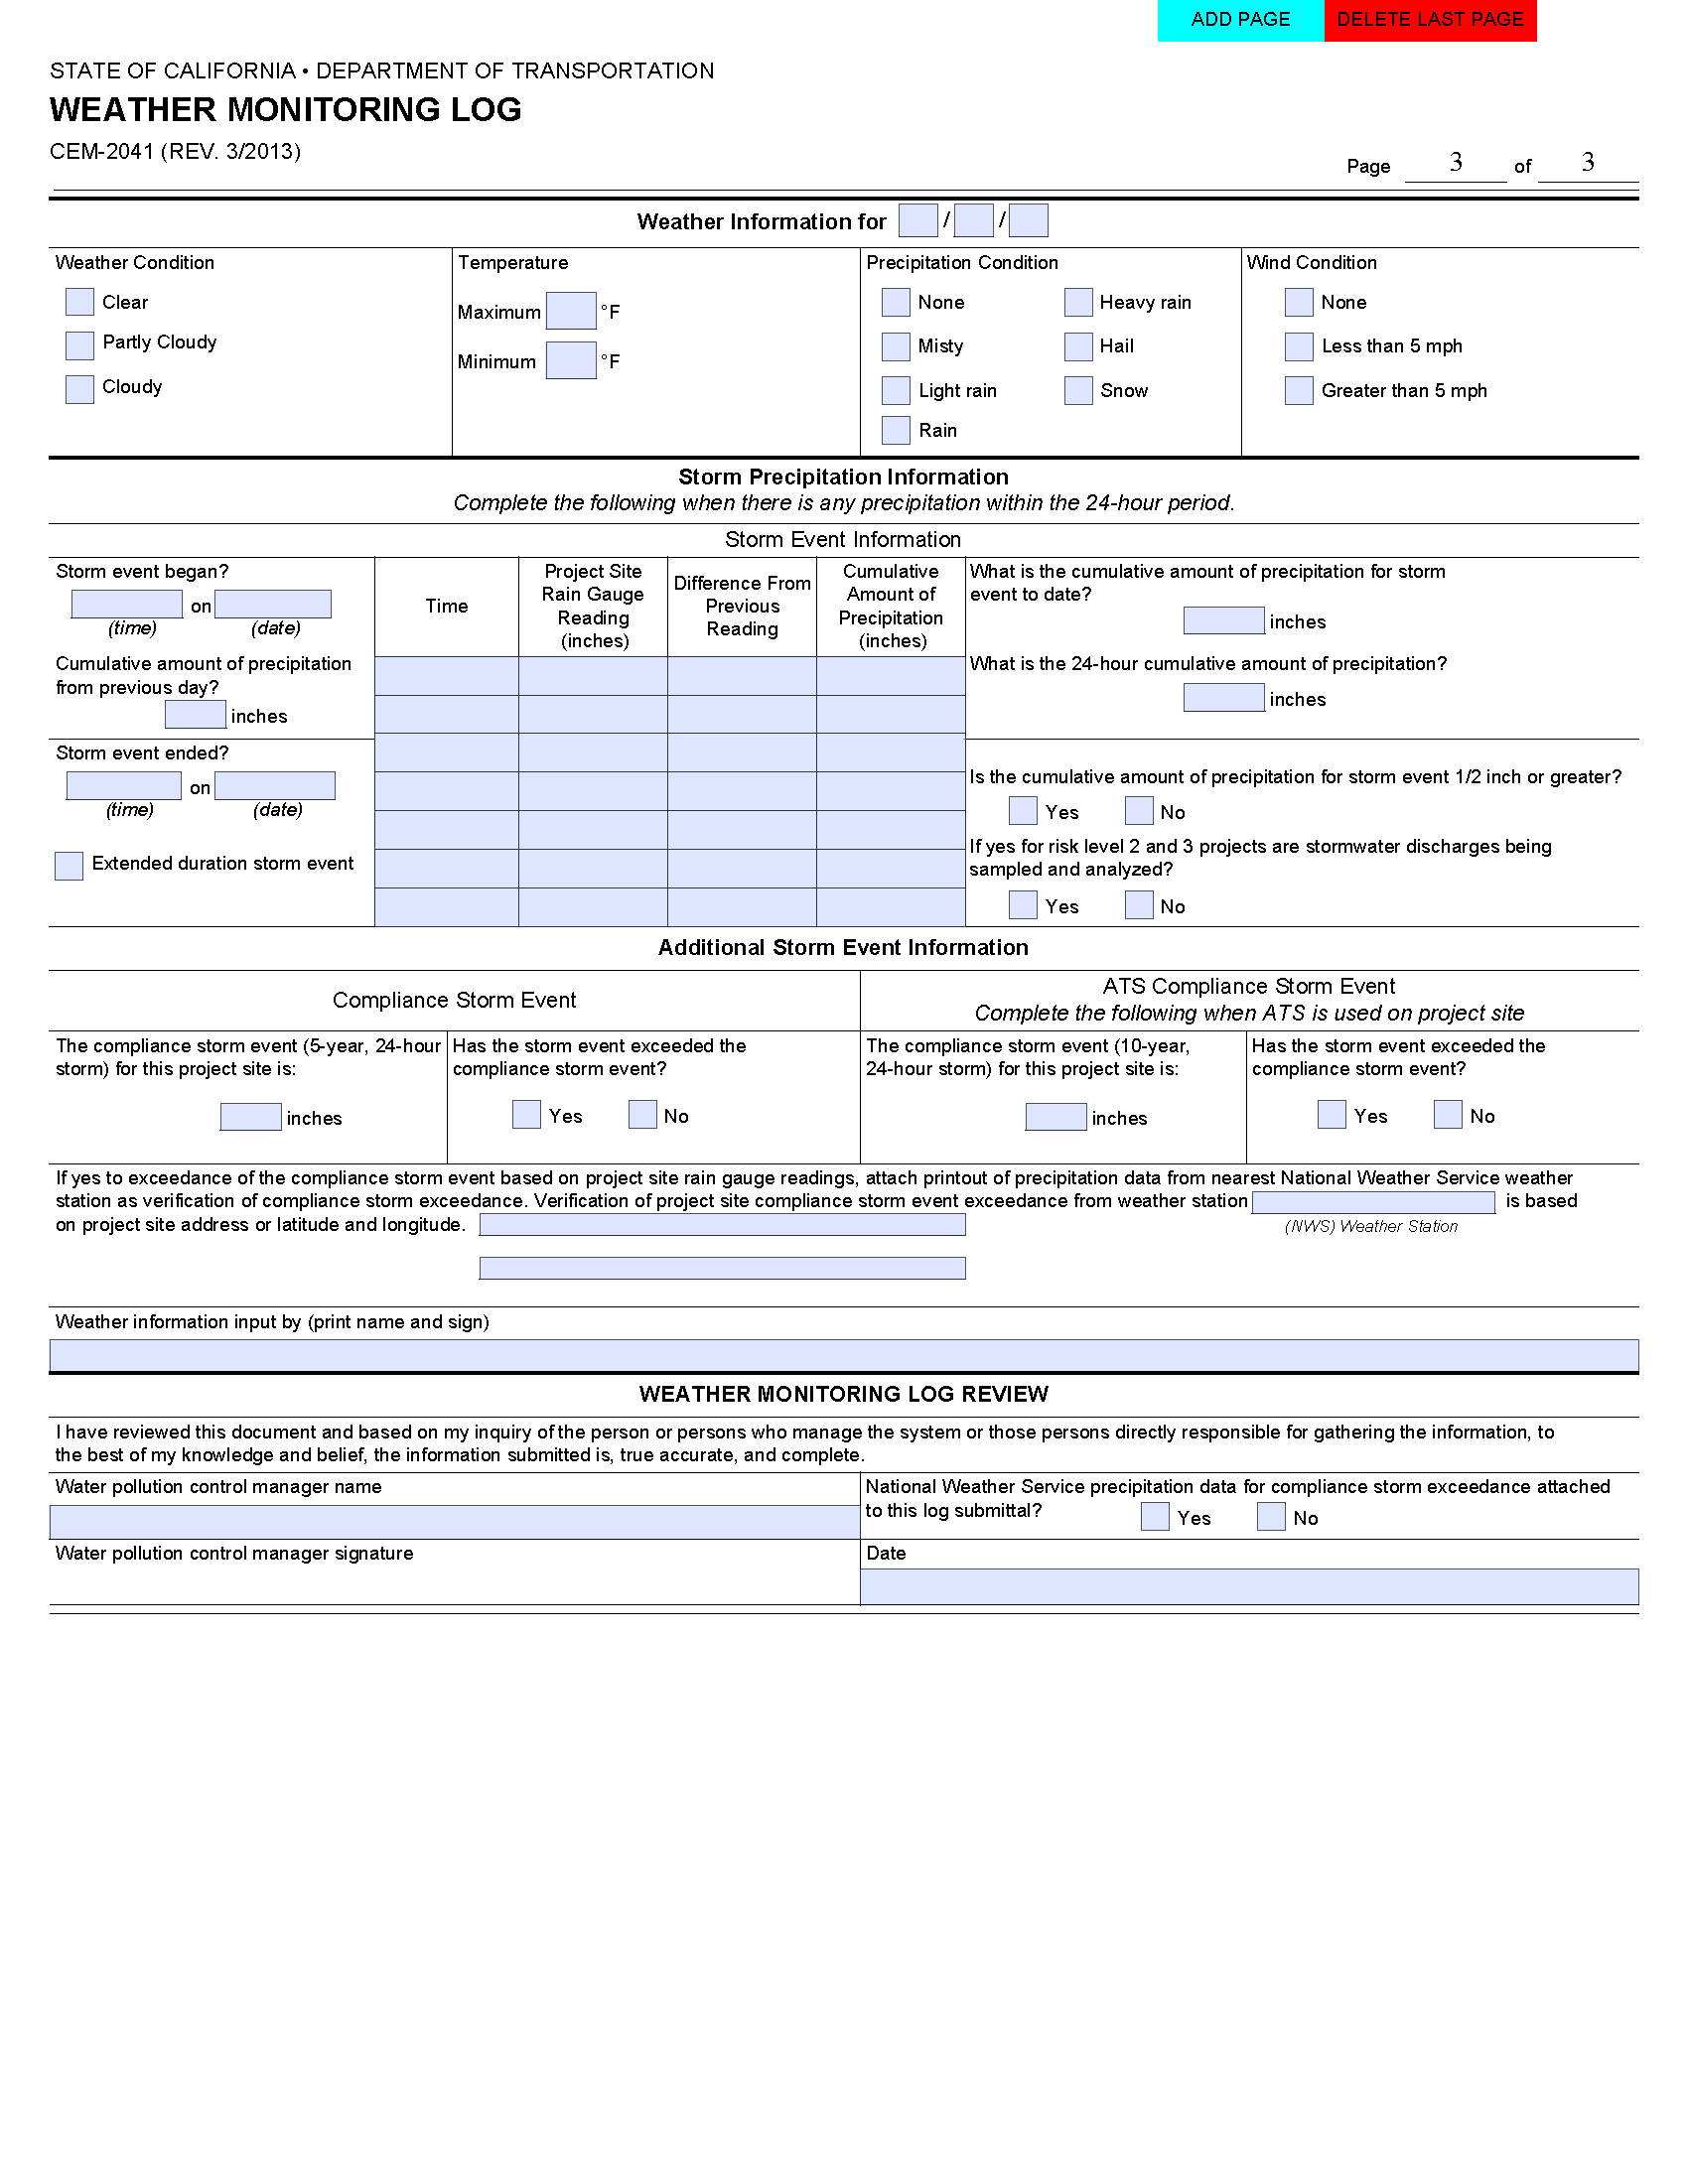 ADD PAGE DELETE LAST PAGE
STATE OF CALIFORNIA • DEPARTMENT OF TRANSPORTATION
WEATHER MONITORING LOG
CEM-2041 (REV. 3/2013)
Page 3 of 3
Weather Information for / /
Weather Condition
Clear
Partly Cloudy
Cloudy
Temperature
Maximum °F
Minimum °F
Precipitation Condition
None Heavy rain
Misty Hail
Light rain Snow
Rain
Wind Condition
None
Less than 5 mph
Greater than 5 mph
Storm Precipitation Information
Complete the following when there is any precipitation within the 24-hour period.
Storm Event Information
Storm event began?
on
(time) (date)
Cumulative amount of precipitation
from previous day?
inches
Storm event ended?
on
(time) (date)
Extended duration storm event
Time
Project Site
Rain Gauge
Reading
(inches)
Difference From
Previous
Reading
Cumulative
Amount of
Precipitation
(inches)
What is the cumulative amount of precipitation for storm
event to date?
inches
What is the 24-hour cumulative amount of precipitation?
inches
Is the cumulative amount of precipitation for storm event 1/2 inch or greater?
Yes No
If yes for risk level 2 and 3 projects are stormwater discharges being
sampled and analyzed?
Yes No
Additional Storm Event Information
Compliance Storm Event
ATS Compliance Storm Event
Complete the following when ATS is used on project site
The compliance storm event (5-year, 24-hour
storm) for this project site is:
inches
Has the storm event exceeded the
compliance storm event?
Yes No
The compliance storm event (10-year,
24-hour storm) for this project site is:
inches
Has the storm event exceeded the
compliance storm event?
Yes No
If yes to exceedance of the compliance storm event based on project site rain gauge readings, attach printout of precipitation data from nearest National Weather Service weather
station as verification of compliance storm exceedance. Verification of project site compliance storm event exceedance from weather station is based
on project site address or latitude and longitude. (NWS) Weather Station
Weather information input by (print name and sign)
WEATHER MONITORING LOG REVIEW
I have reviewed this document and based on my inquiry of the person or persons who manage the system or those persons directly responsible for gathering the information, to
the best of my knowledge and belief, the information submitted is, true accurate, and complete.
Water pollution control manager name
National Weather Service precipitation data for compliance storm exceedance attached
to this log submittal? Yes No
Water pollution control manager signature
Date